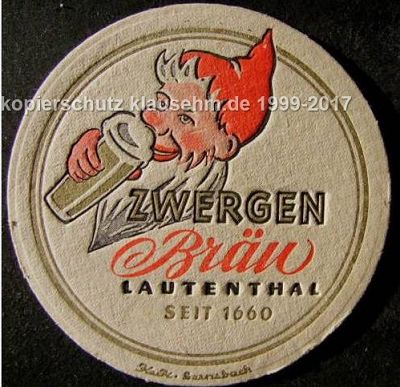 kopierschutz klausehm.de 1999-2017
ZWERGEN
Bräu
LAUTENTHAL
SEIT 1660